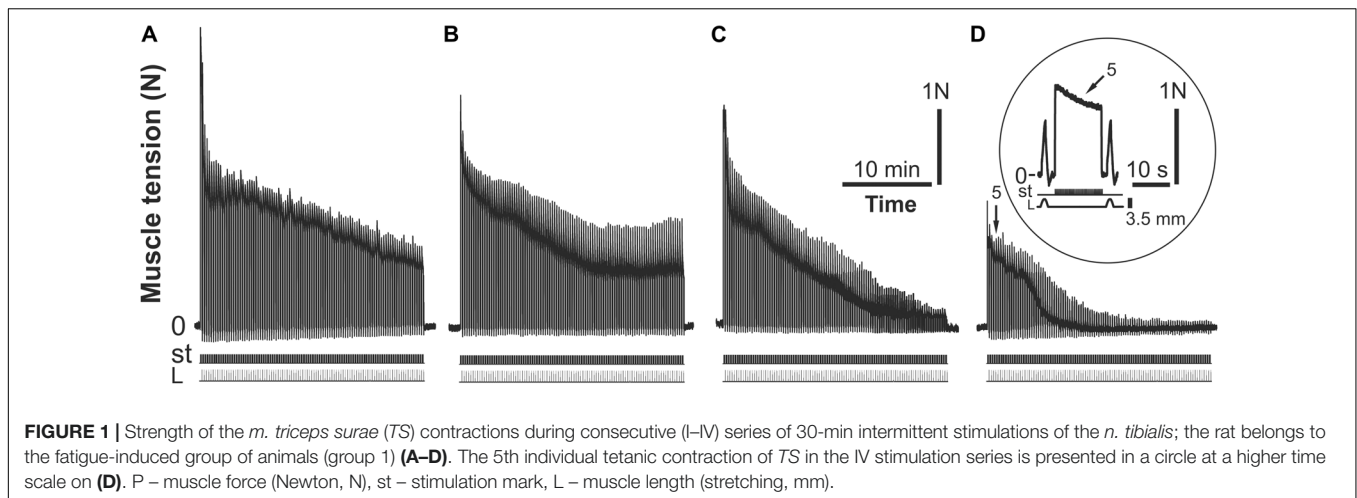 A
B
C
D
Muscle tension (N)
0
st
L
10 min
Time
1N
5
0-
st
L
10 s
1N
3.5 mm
5
FIGURE 1 | Strength of the m. triceps surae (TS) contractions during consecutive (I–IV) series of 30-min intermittent stimulations of the n. tibialis; the rat belongs to
the fatigue-induced group of animals (group 1) (A–D). The 5th individual tetanic contraction of TS in the IV stimulation series is presented in a circle at a higher time
scale on (D). P – muscle force (Newton, N), st – stimulation mark, L – muscle length (stretching, mm).